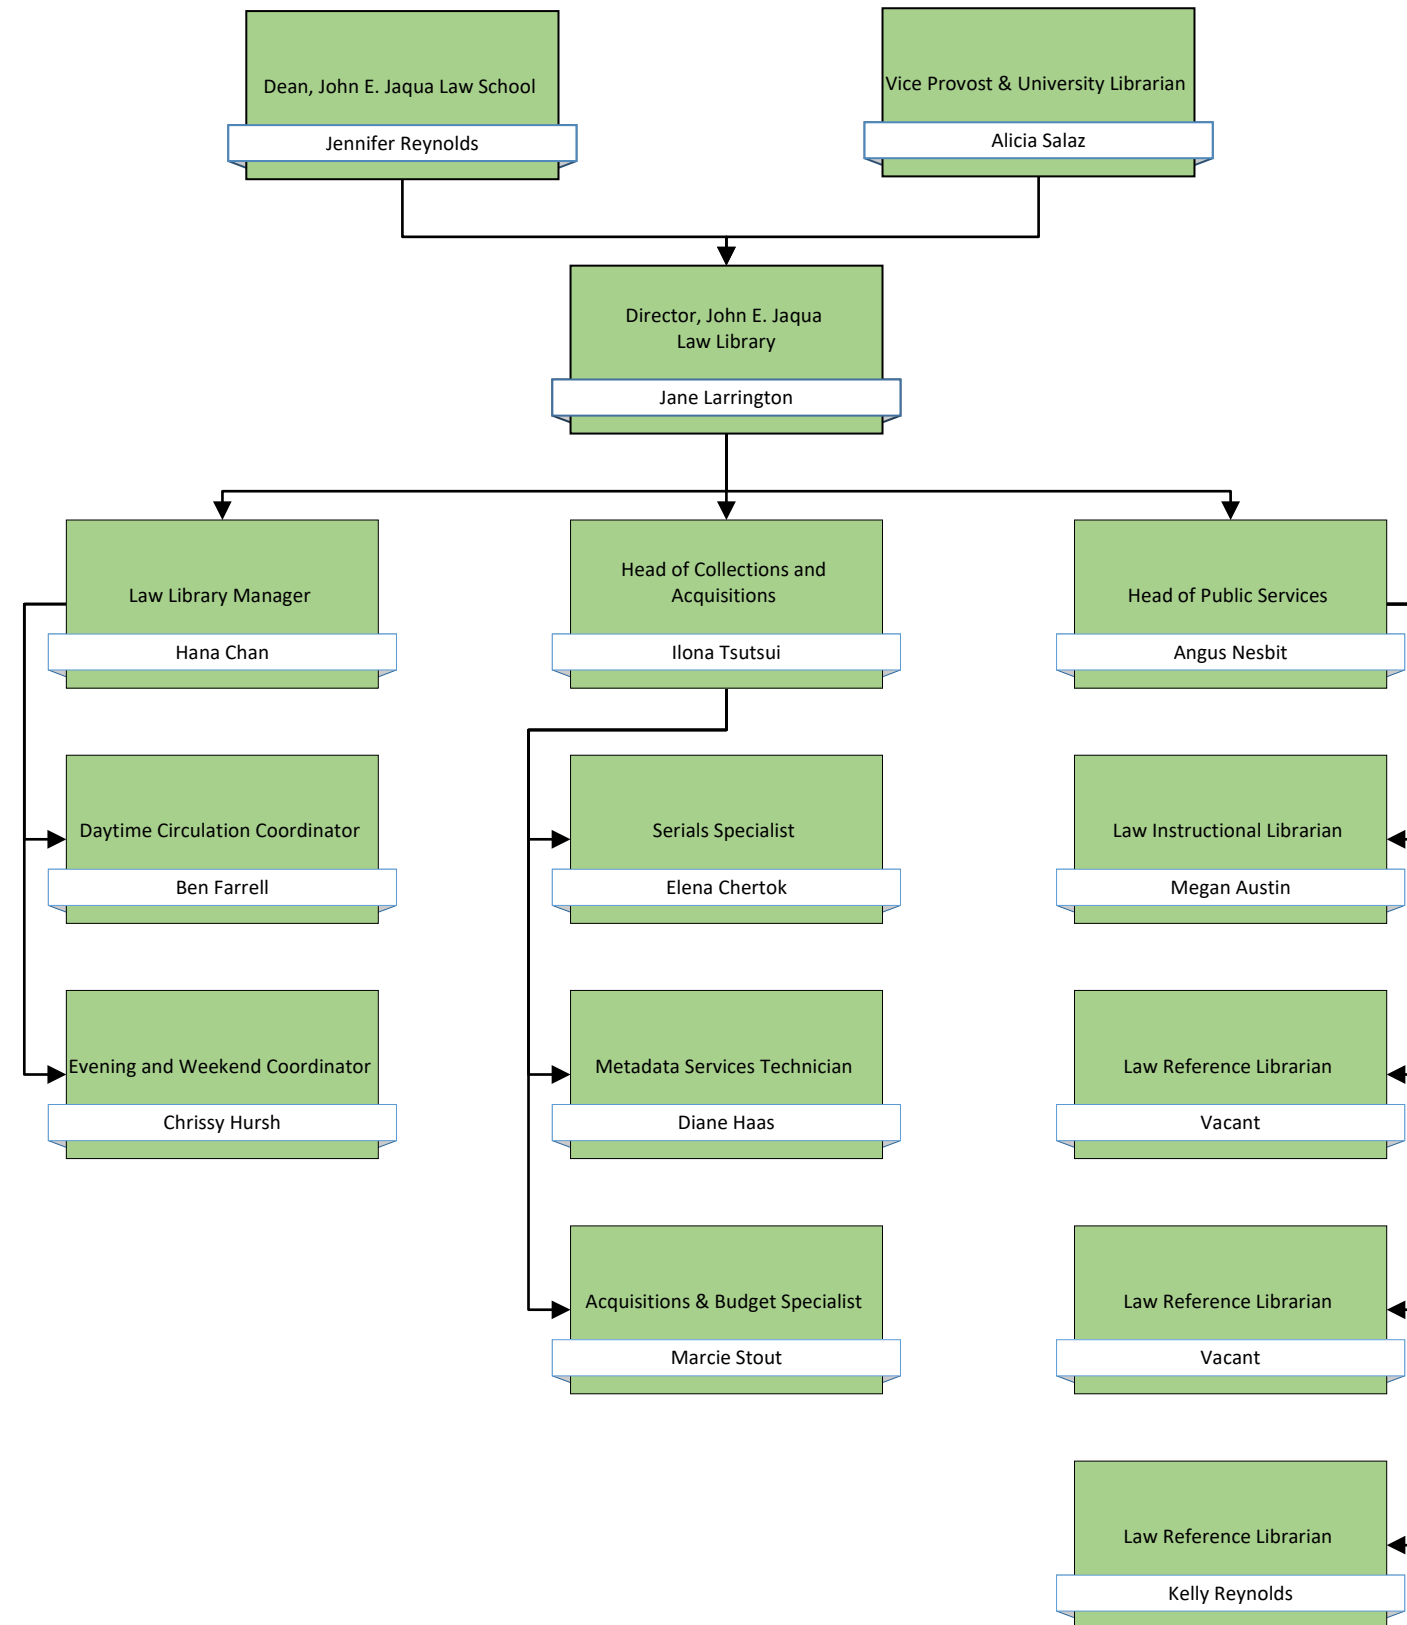 Dean, John E. Jaqua Law School
Jennifer Reynolds
Vice Provost & University Librarian
Alicia Salaz
Director, John E. Jaqua
Law Library
Jane Larrington
Law Library Manager
Hana Chan
Head of Collections and
Acquisitions
Ilona Tsutsui
Head of Public Services
Angus Nesbit
Daytime Circulation Coordinator
Ben Farrell
Serials Specialist
Elena Chertok
Law Instructional Librarian
Megan Austin
Evening and Weekend Coordinator
Chrissy Hursh
Metadata Services Technician
Diane Haas
Law Reference Librarian
Vacant
Acquisitions & Budget Specialist
Marcie Stout
Law Reference Librarian
Vacant
Law Reference Librarian
Kelly Reynolds